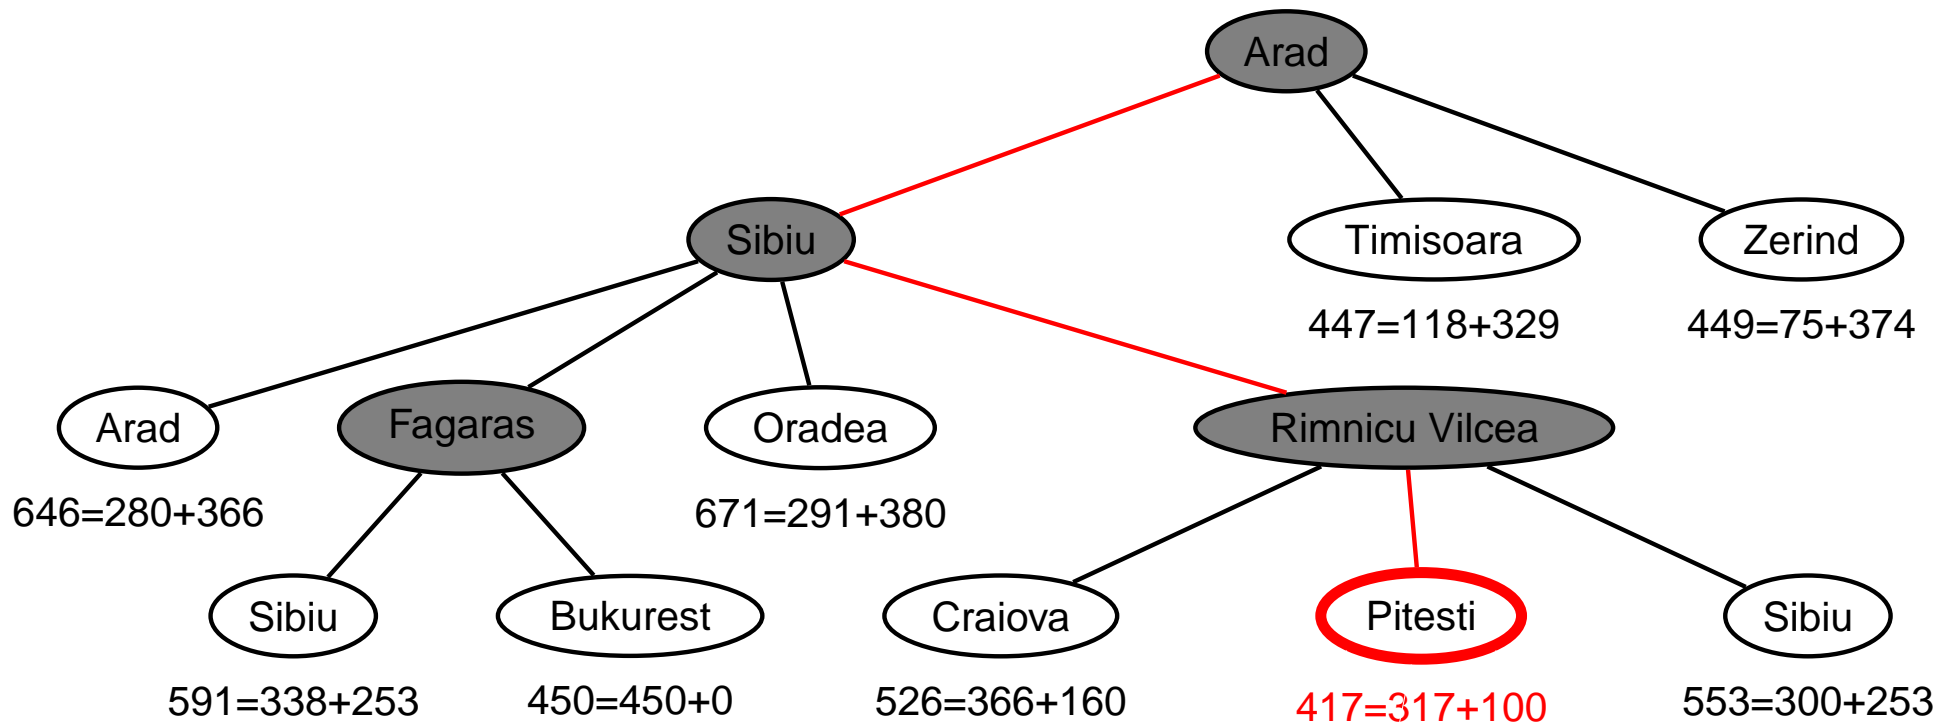 Arad
Sibiu
Timisoara
Zerind
447=118+329
449=75+374
Arad
Fagaras
Oradea
Rimnicu Vilcea
646=280+366
671=291+380
Sibiu
Bukurest
Craiova
Pitesti
Sibiu
591=338+253
450=450+0
526=366+160
417=317+100
553=300+253